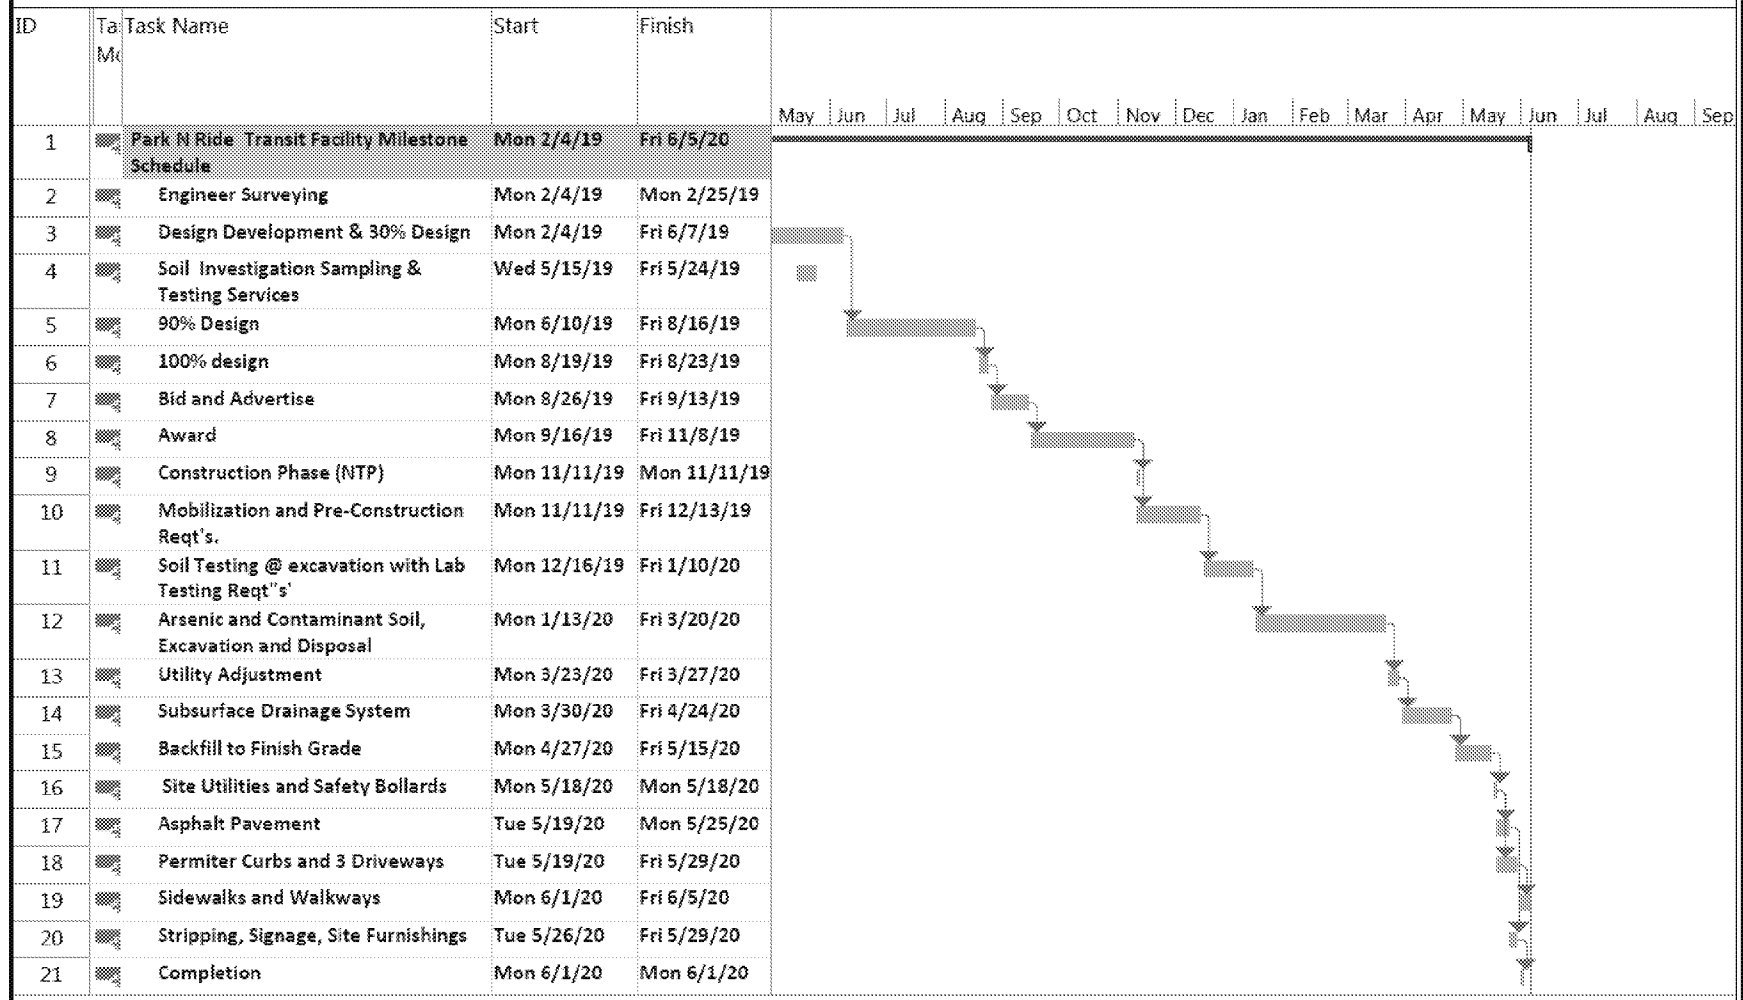 ID Ta Task Name Start Finish
Mo
May Jun Jul Aug Sep Oct Nov Dec Jan Feb Mar Apr May Jun Jul Aug Sep
1 Park N Ride Transit Facility Milestone Mon 2/4/19 Fri 6/5/20
Schedule
2 Engineer Surveying Mon 2/4/19 Mon 2/25/19
3 Design Development & 30% Design Mon 2/4/19 Fri 6/7/19
4 Soil Investigation Sampling & Wed 5/15/19 Fri 5/24/19
Testing Services
5 90% Design Mon 6/10/19 Fri 8/16/19
6 100% design Mon 8/19/19 Fri 8/23/19
7 Bid and Advertise Mon 8/26/19 Fri 9/13/19
8 Award Mon 9/16/19 Fri 11/8/19
9 Construction Phase (NTP) Mon 11/11/19 Mon 11/11/19
10 Mobilization and Pre-Construction Mon 11/11/19 Fri 12/13/19
Reqt's.
11 Soil Testing @ excavation with Lab Mon 12/16/19 Fri 1/10/20
Testing Reqt"s'
12 Arsenic and Contaminant Soil, Mon 1/13/20 Fri 3/20/20
Excavation and Disposal
13 Utility Adjustment Mon 3/23/20 Fri 3/27/20
14 Subsurface Drainage System Mon 3/30/20 Fri 4/24/20
15 Backfill to Finish Grade Mon 4/27/20 Fri 5/15/20
16 Site Utilities and Safety Bollards Mon 5/18/20 Mon 5/18/20
17 Asphalt Pavement Tue 5/19/20 Mon 5/25/20
18 Permiter Curbs and 3 Driveways Tue 5/19/20 Fri 5/29/20
19 Sidewalks and Walkways Mon 6/1/20 Fri 6/5/20
20 Stripping, Signage, Site Furnishings Tue 5/26/20 Fri 5/29/20
21 Completion Mon 6/1/20 Mon 6/1/20